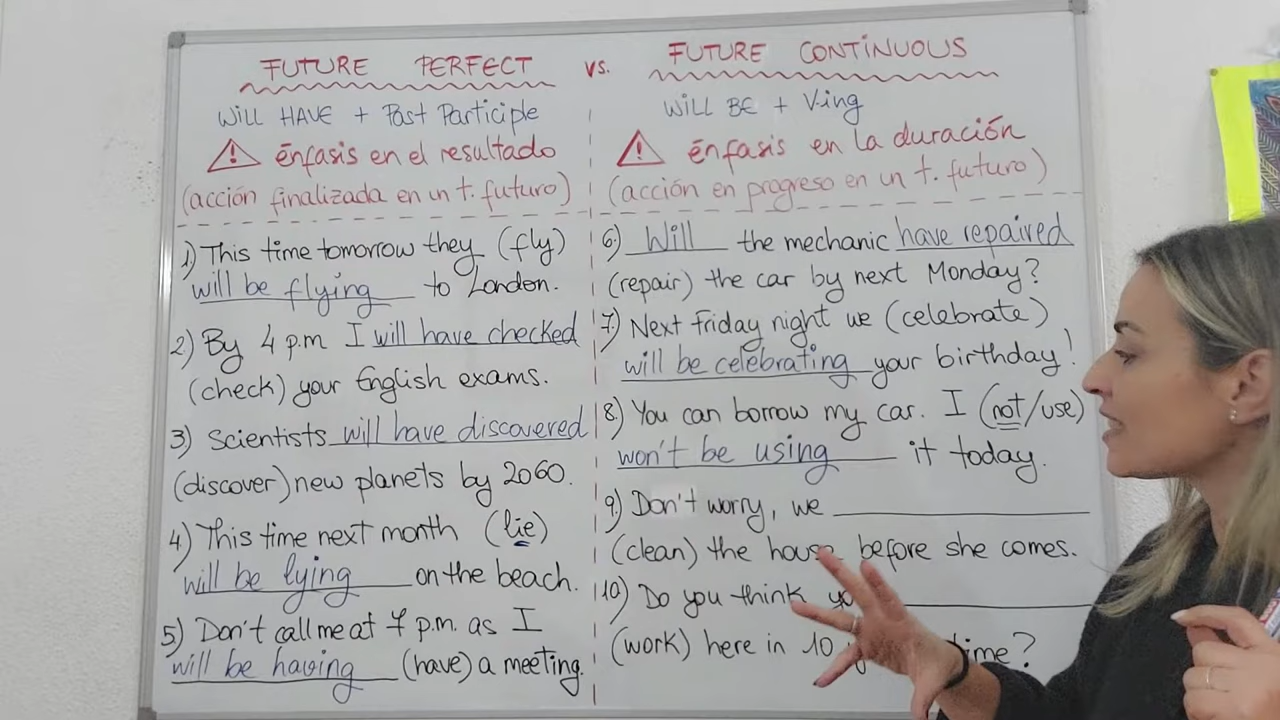 FUTURE PERFECT vs. FUTURE CONTINUOUS
WILL HAVE + Past Participle
énfasis en el resultado
(acción finalizada en un t. futuro)
1) This time tomorrow they (fly)
will be flying to London.
2) By 4 p.m I will have checked
(check) your English exams.
3) Scientists will have discovered
(discover) new planets by 2060.
4) This time next month (lie)
will be lying on the beach.
5) Don't call me at 7 p.m. as I
will be having (have) a meeting.
WILL BE + V-ing
énfasis en la duración
(acción en progreso en un t. futuro)
6) Will the mechanic have repaired
(repair) the car by next Monday?
7) Next Friday night we (celebrate)
will be celebrating your birthday!
8) You can borrow my car. I (not/use)
won't be using it today.
9) Don't worry, we
(clean) the house before she comes.
10) Do you think
(work) here in 10 time?